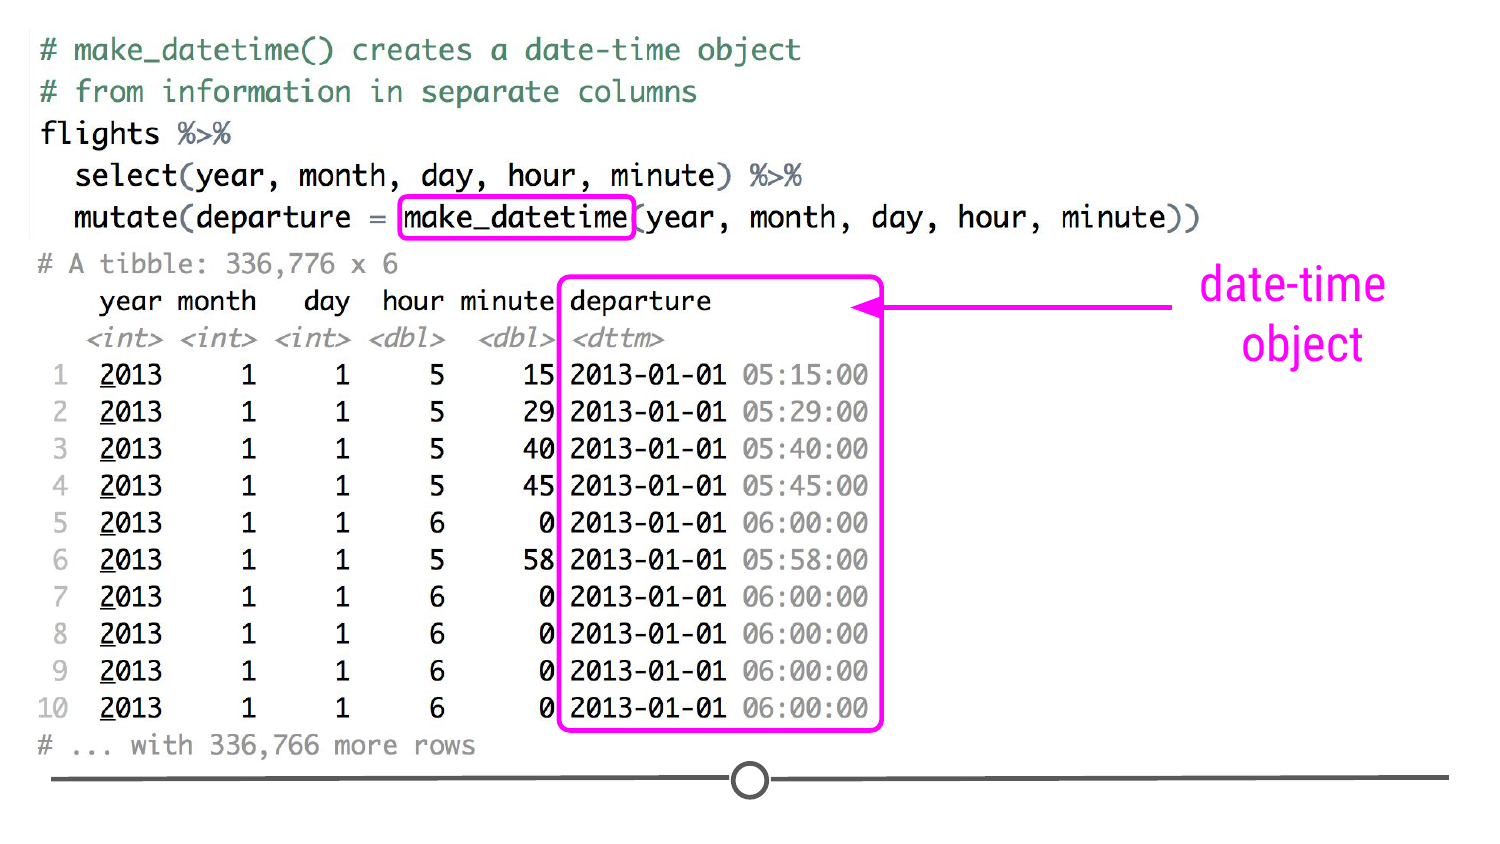 # make_datetime() creates a date-time object
# from information in separate columns
flights %>%
  select(year, month, day, hour, minute) %>%
  mutate(departure = make_datetime(year, month, day, hour, minute))
# A tibble: 336,776 x 6
    year month   day  hour minute departure
   <int> <int> <int> <dbl>  <dbl> <dttm>
 1  2013     1     1     5     15 2013-01-01 05:15:00
 2  2013     1     1     5     29 2013-01-01 05:29:00
 3  2013     1     1     5     40 2013-01-01 05:40:00
 4  2013     1     1     5     45 2013-01-01 05:45:00
 5  2013     1     1     6      0 2013-01-01 06:00:00
 6  2013     1     1     5     58 2013-01-01 05:58:00
 7  2013     1     1     6      0 2013-01-01 06:00:00
 8  2013     1     1     6      0 2013-01-01 06:00:00
 9  2013     1     1     6      0 2013-01-01 06:00:00
10  2013     1     1     6      0 2013-01-01 06:00:00
# ... with 336,766 more rows
date-time
object